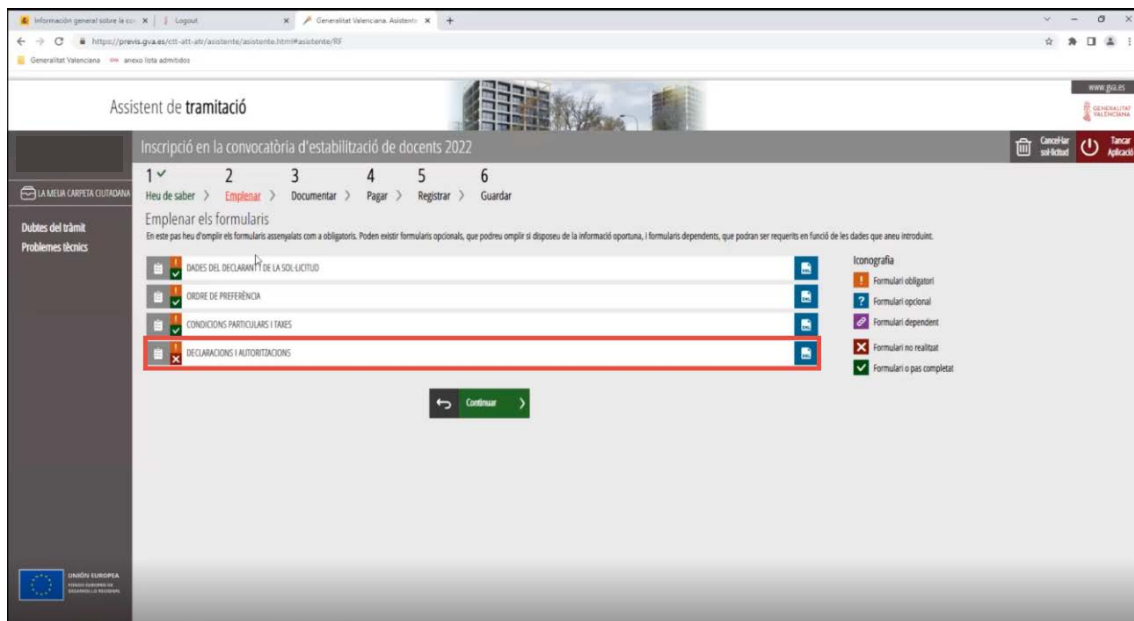 Información general sobre la co
Logout
Generalitat Valenciana. Asistente
https://previs.gva.es/ctt-att-atr/asistente/asistente.html#asistente/RF
Generalitat Valenciana
anexo lista admitidos
www.gva.es
Assistent de tramitació
GENERALITAT VALENCIANA
Inscripció en la convocatòria d'estabilització de docents 2022
Cancel·lar sol·licitud
Tancar Aplicació
1 2 3 4 5 6
Heu de saber > Emplenar > Documentar > Pagar > Registrar > Guardar
LA MEUA CARPETA CIUTADANA
Dubtes del tràmit
Problemes tècnics
Emplenar els formularis
En este pas heu d'omplir els formularis assenyalats com a obligatoris. Poden existir formularis opcionals, que podreu omplir si disposeu de la informació oportuna, i formularis dependents, que podran ser requerits en funció de les dades que aneu introduint.
DADES DEL DECLARANT I DE LA SOL·LICITUD
ORDRE DE PREFERÈNCIA
CONDICIONS PARTICULARS I TAXES
DECLARACIONS I AUTORITZACIONS
Continuar
Iconografia
Formulari obligatori
Formulari opcional
Formulari dependent
Formulari no realitzat
Formulari o pas completat
UNIÓN EUROPEA
FONDO EUROPEO DE
DESARROLLO REGIONAL